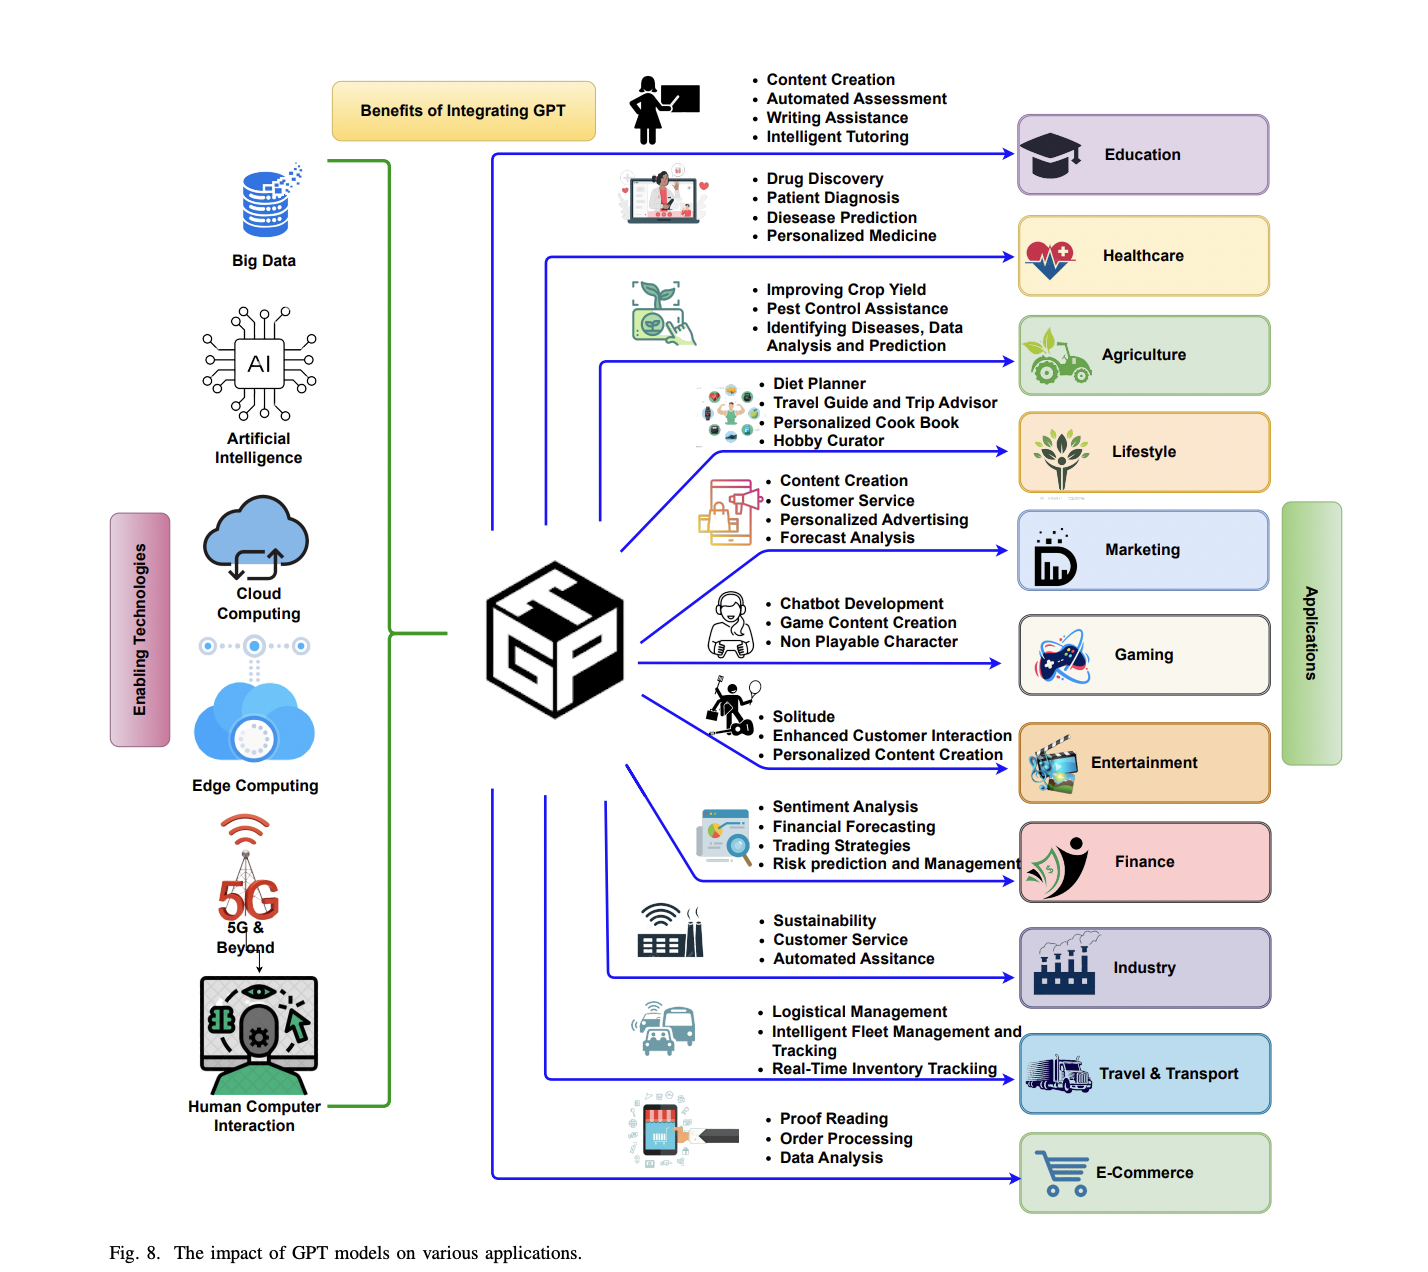 Benefits of Integrating GPT
Enabling Technologies
Big Data
AI
Artificial
Intelligence
Cloud
Computing
Edge Computing
5G
5G &
Beyond
Human Computer
Interaction
GPT
• Content Creation
• Automated Assessment
• Writing Assistance
• Intelligent Tutoring
Education
• Drug Discovery
• Patient Diagnosis
• Diesease Prediction
• Personalized Medicine
Healthcare
• Improving Crop Yield
• Pest Control Assistance
• Identifying Diseases, Data
Analysis and Prediction
Agriculture
• Diet Planner
• Travel Guide and Trip Advisor
• Personalized Cook Book
• Hobby Curator
Lifestyle
• Content Creation
• Customer Service
• Personalized Advertising
• Forecast Analysis
Marketing
• Chatbot Development
• Game Content Creation
• Non Playable Character
Gaming
• Solitude
• Enhanced Customer Interaction
• Personalized Content Creation
Entertainment
• Sentiment Analysis
• Financial Forecasting
• Trading Strategies
• Risk prediction and Management
Finance
• Sustainability
• Customer Service
• Automated Assitance
Industry
• Logistical Management
• Intelligent Fleet Management and
Tracking
• Real-Time Inventory Trackiing
Travel & Transport
• Proof Reading
• Order Processing
• Data Analysis
E-Commerce
Applications
Fig. 8. The impact of GPT models on various applications.